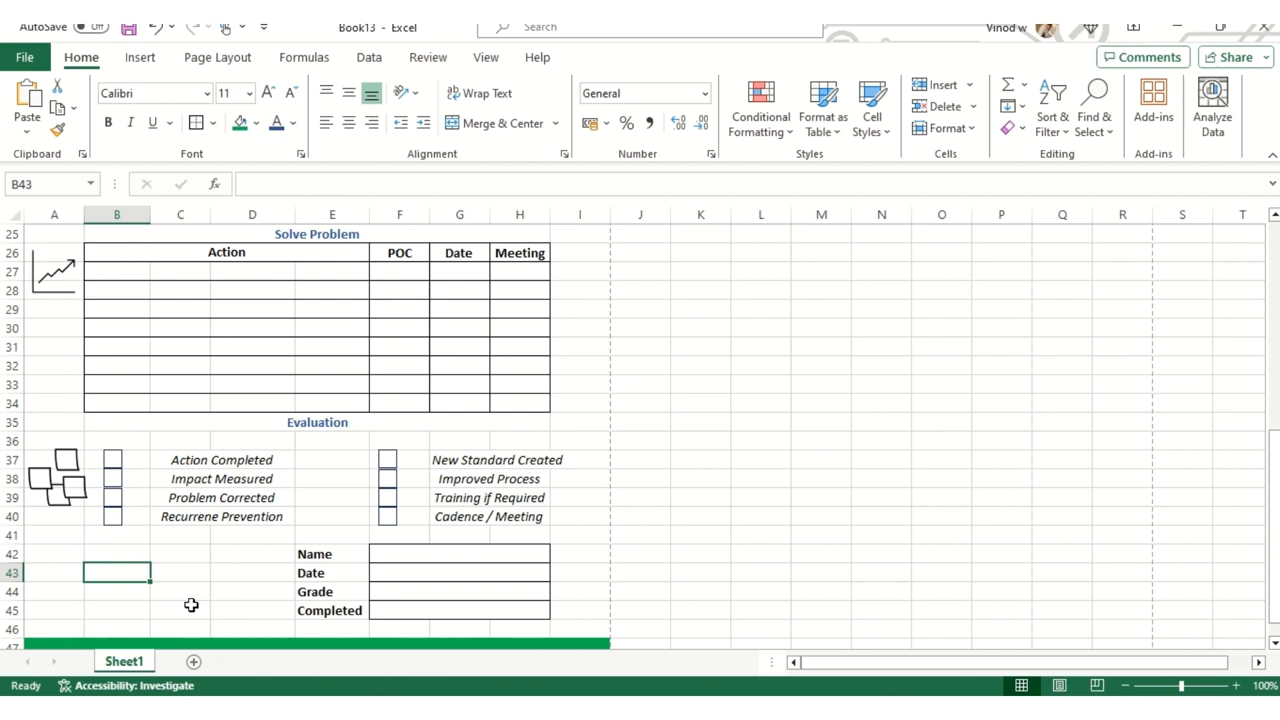 AutoSave Off Book13 - Excel Search Vinod w
File Home Insert Page Layout Formulas Data Review View Help Comments Share
Paste Calibri 11 A A Wrap Text General Conditional Formatting Format as Table Cell Styles Insert Delete Format Sort & Filter Find & Select Add-ins Analyze Data
B I U A Merge & Center % 
Clipboard Font Alignment Number Styles Cells Editing Add-ins
B43 fx
A B C D E F G H I J K L M N O P Q R S T
25 Solve Problem
26 Action POC Date Meeting
27
28
29
30
31
32
33
34
35 Evaluation
36
37 Action Completed New Standard Created
38 Impact Measured Improved Process
39 Problem Corrected Training if Required
40 Recurrene Prevention Cadence / Meeting
41
42 Name
43 Date
44 Grade
45 Completed
46
47
Sheet1
Ready Accessibility: Investigate 100%